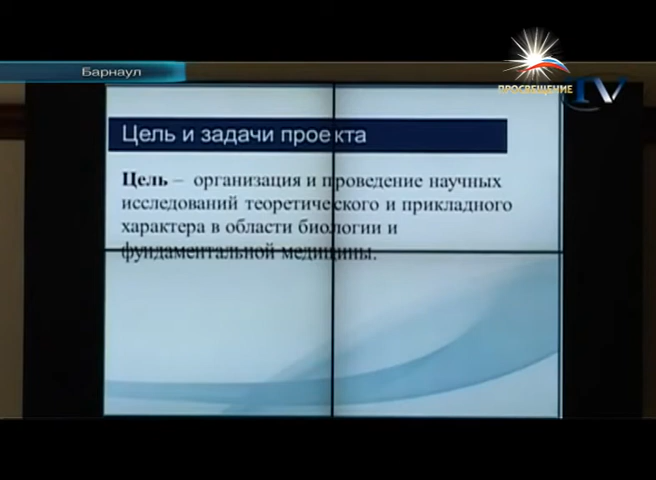 Барнаул
ПРОСВЕЩЕНИЕ
TV
Цель и задачи проекта
Цель – организация и проведение научных
исследований теоретического и прикладного
характера в области биологии и
фундаментальной медицины.